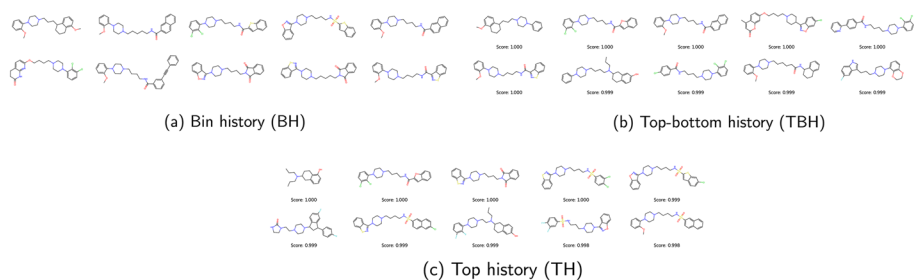 Score: 1.000 Score: 1.000 Score: 1.000 Score: 1.000 Score: 1.000
Score: 1.000 Score: 0.999 Score: 0.999 Score: 0.999 Score: 0.999
(a) Bin history (BH)
(b) Top-bottom history (TBH)
Score: 1.000 Score: 1.000 Score: 1.000 Score: 1.000 Score: 0.999
Score: 0.999 Score: 0.999 Score: 0.999 Score: 0.998 Score: 0.998
(c) Top history (TH)